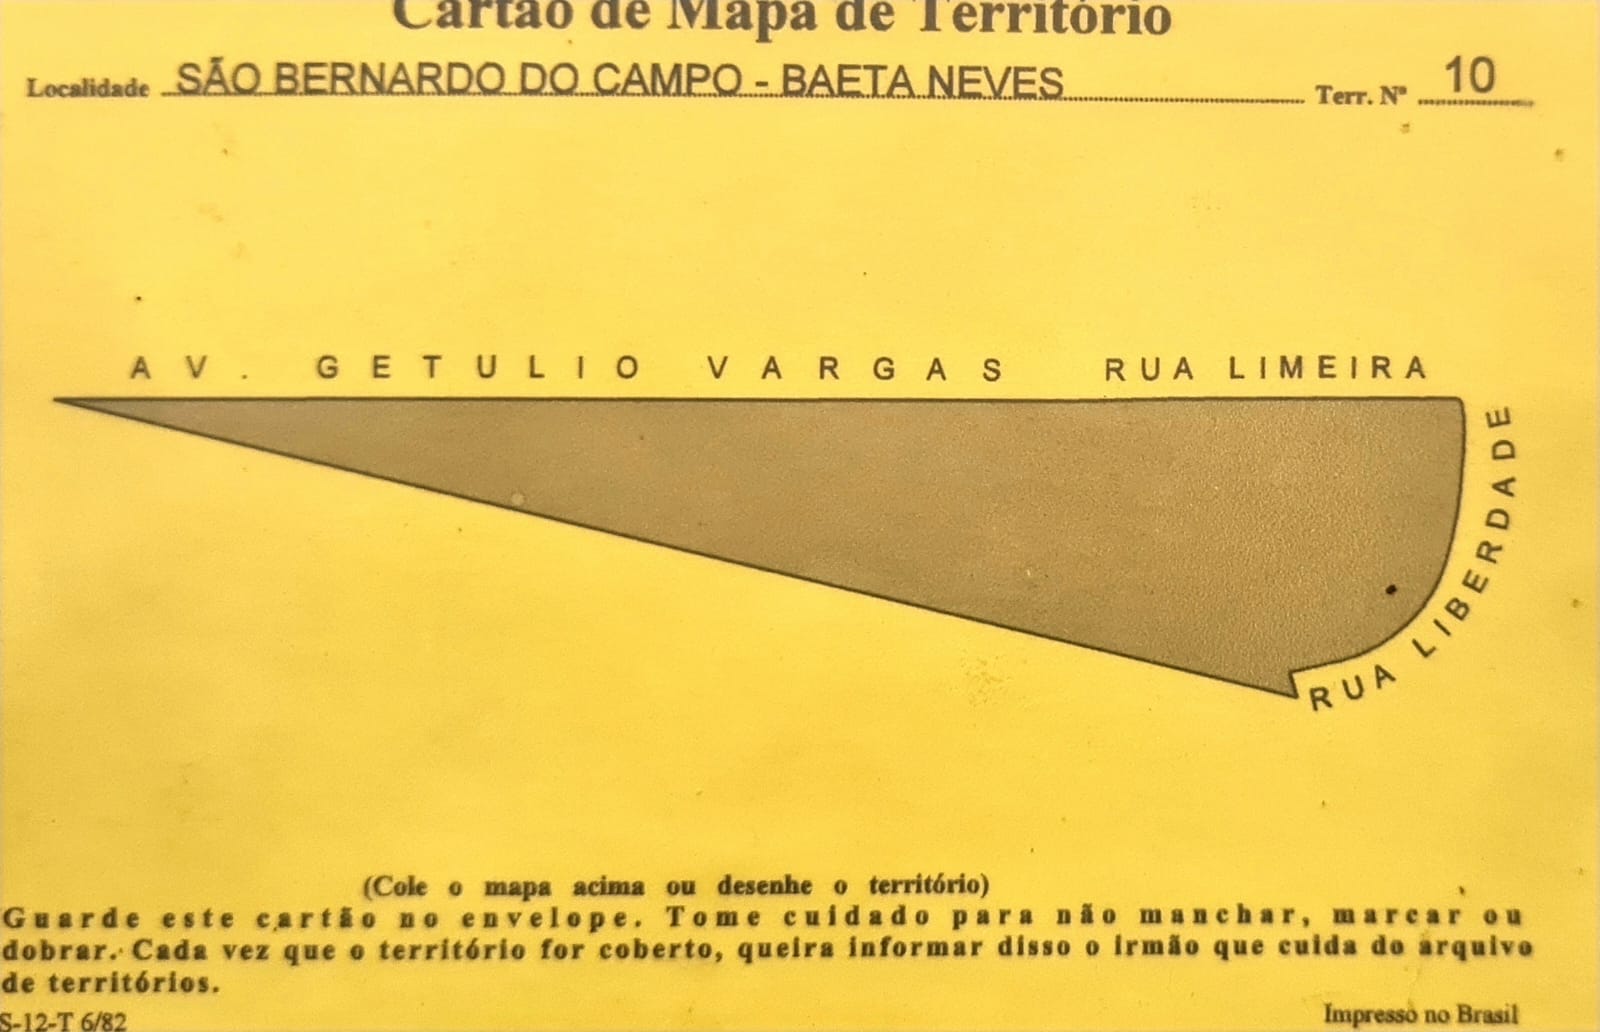 Cartão de Mapa de Território
Localidade SÃO BERNARDO DO CAMPO - BAETA NEVES Terr. Nº 10
AV. GETULIO VARGAS RUA LIMEIRA
RUA LIBERDADE
(Cole o mapa acima ou desenhe o território)
Guarde este cartão no envelope. Tome cuidado para não manchar, marcar ou
dobrar. Cada vez que o território for coberto, queira informar disso o irmão que cuida do arquivo
de territórios.
S-12-T 6/82 Impresso no Brasil